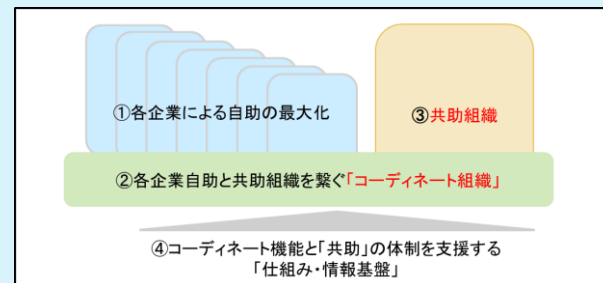 ①各企業による自助の最大化
③共助組織
②各企業自助と共助組織を繋ぐ「コーディネート組織」
④コーディネート機能と「共助」の体制を支援する
「仕組み・情報基盤」